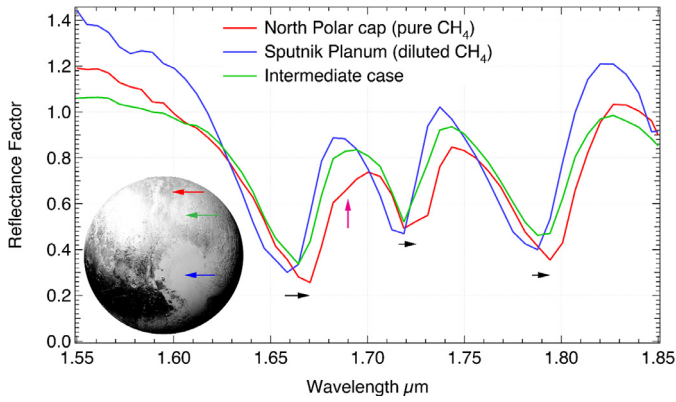 North Polar cap (pure CH₄)
Sputnik Planum (diluted CH₄)
Intermediate case
Reflectance Factor
1.4
1.2
1.0
0.8
0.6
0.4
0.2
0.0
1.55 1.60 1.65 1.70 1.75 1.80 1.85
Wavelength μm